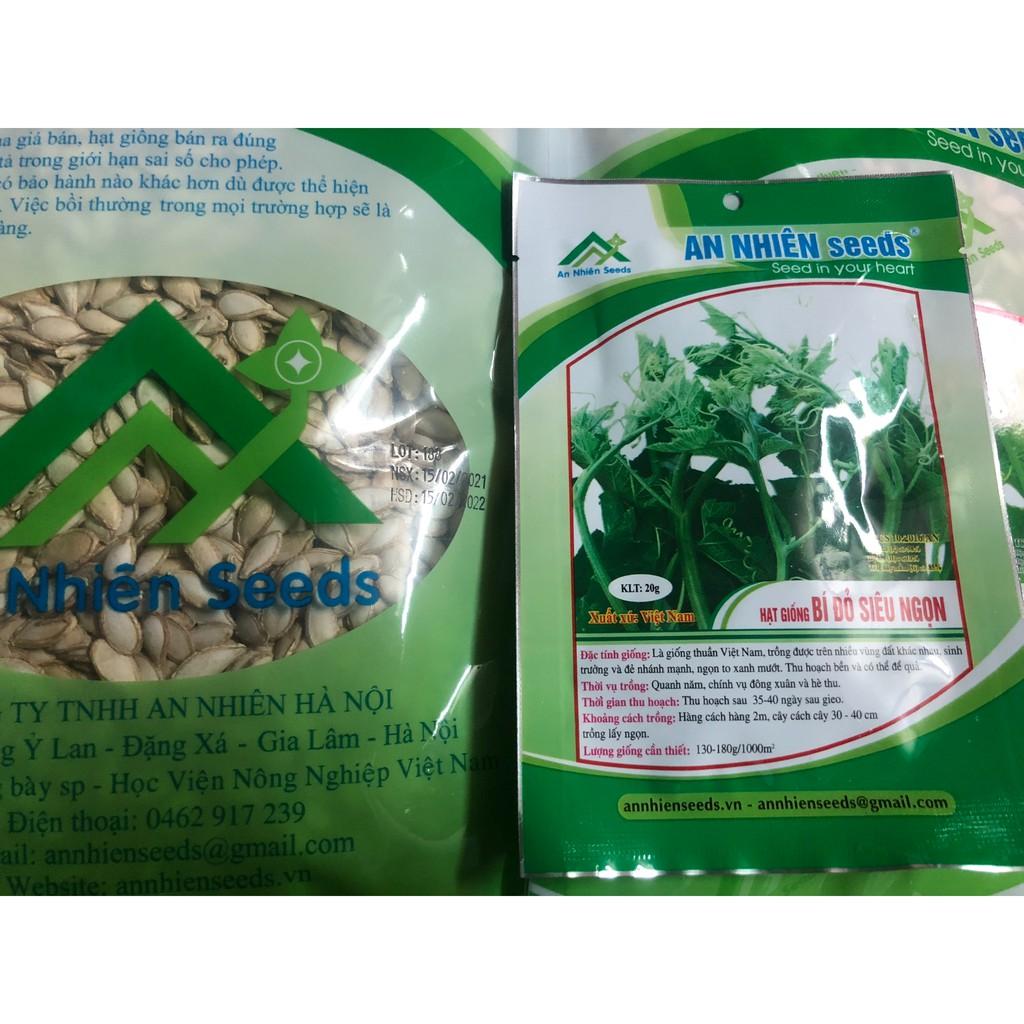 giá bán, hạt giống bán ra đúng
tả trong giới hạn sai số cho phép.
có bảo hành nào khác hơn dù được thể hiện
. Việc bồi thường trong mọi trường hợp sẽ là
LOT:
NSX: 15/02/2021
HSD: 15/02/2022
Nhiên Seeds
TY TNHH AN NHIÊN HÀ NỘI
Ỷ Lan - Đặng Xá - Gia Lâm - Hà Nội
bày sp - Học Viện Nông Nghiệp Việt Nam
Điện thoại: 0462 917 239
ail: annhienseeds@gmail.com
Website: annhienseeds.vn
Seed in you
An Nhiên Seeds
AN NHIÊN seeds®
Seed in your heart
KLT: 20g
Xuất xứ: Việt Nam
HẠT GIỐNG BÍ ĐỎ SIÊU NGỌN
Đặc tính giống: Là giống thuần Việt Nam, trồng được trên nhiều vùng đất khác nhau, sinh
trưởng và đẻ nhánh mạnh, ngọn to xanh mướt. Thu hoạch bền và có thể để quả.
Thời vụ trồng: Quanh năm, chính vụ đông xuân và hè thu.
Thời gian thu hoạch: Thu hoạch sau 35-40 ngày sau gieo.
Khoảng cách trồng: Hàng cách hàng 2m, cây cách cây 30 - 40 cm
trồng lấy ngọn.
Lượng giống cần thiết: 130-180g/1000m²
annhienseeds.vn - annhienseeds@gmail.com